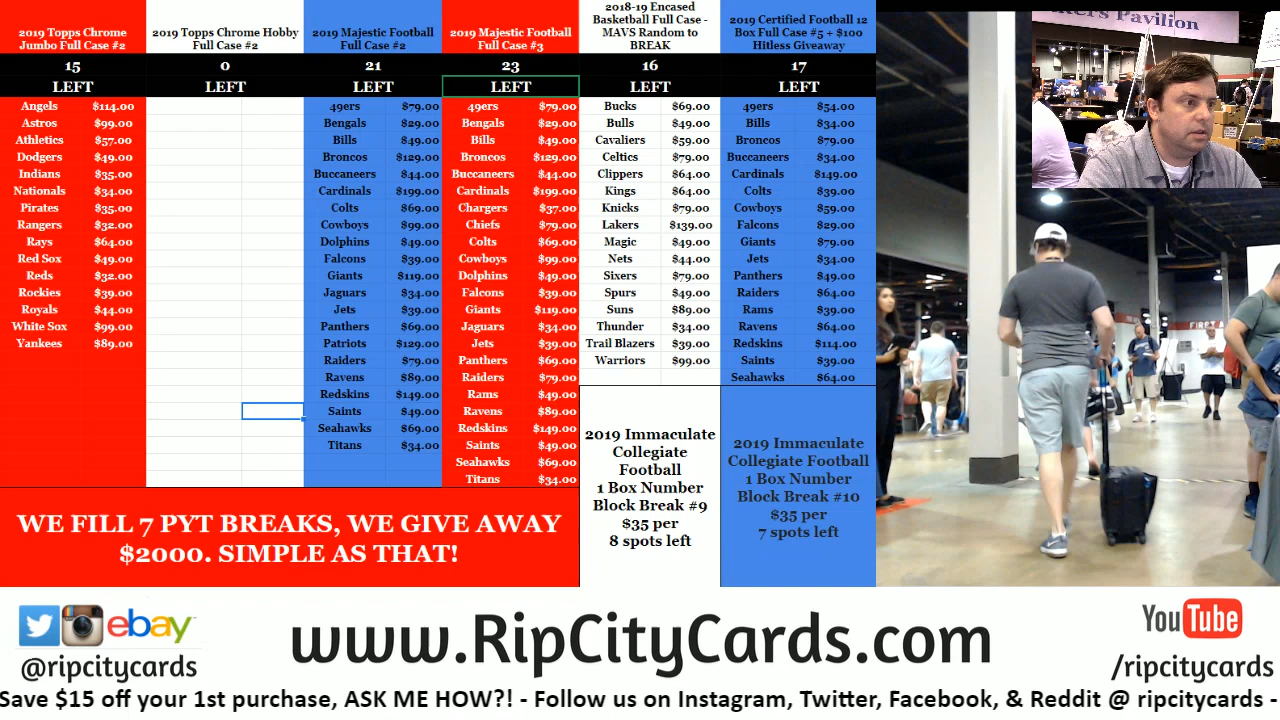 2019 Topps Chrome
Jumbo Full Case #2
15
LEFT
Angels $114.00
Astros $99.00
Athletics $57.00
Dodgers $49.00
Indians $35.00
Nationals $34.00
Pirates $35.00
Rangers $32.00
Rays $64.00
Red Sox $49.00
Reds $32.00
Rockies $39.00
Royals $44.00
White Sox $99.00
Yankees $89.00
2019 Topps Chrome Hobby
Full Case #2
0
LEFT
2019 Majestic Football
Full Case #2
21
LEFT
49ers $79.00
Bengals $29.00
Bills $49.00
Broncos $129.00
Buccaneers $44.00
Cardinals $199.00
Colts $69.00
Cowboys $99.00
Dolphins $49.00
Falcons $39.00
Giants $119.00
Jaguars $34.00
Jets $39.00
Panthers $69.00
Patriots $129.00
Raiders $79.00
Ravens $89.00
Redskins $149.00
Saints $49.00
Seahawks $69.00
Titans $34.00
2019 Majestic Football
Full Case #3
23
LEFT
49ers $79.00
Bengals $29.00
Bills $49.00
Broncos $129.00
Buccaneers $44.00
Cardinals $199.00
Chargers $37.00
Chiefs $79.00
Colts $69.00
Cowboys $99.00
Dolphins $49.00
Falcons $39.00
Giants $119.00
Jaguars $34.00
Jets $39.00
Panthers $69.00
Raiders $79.00
Rams $49.00
Ravens $89.00
Redskins $149.00
Saints $49.00
Seahawks $69.00
Titans $34.00
2018-19 Encased
Basketball Full Case -
MAVS Random to
BREAK
16
LEFT
Bucks $69.00
Bulls $49.00
Cavaliers $59.00
Celtics $79.00
Clippers $64.00
Kings $64.00
Knicks $79.00
Lakers $139.00
Magic $49.00
Nets $44.00
Sixers $79.00
Spurs $49.00
Suns $89.00
Thunder $34.00
Trail Blazers $39.00
Warriors $99.00
2019 Certified Football 12
Box Full Case #5 + $100
Hitless Giveaway
17
LEFT
49ers $54.00
Bills $34.00
Broncos $79.00
Buccaneers $34.00
Cardinals $149.00
Colts $39.00
Cowboys $59.00
Falcons $29.00
Giants $79.00
Jets $34.00
Panthers $49.00
Raiders $64.00
Rams $39.00
Ravens $64.00
Redskins $114.00
Saints $39.00
Seahawks $64.00
WE FILL 7 PYT BREAKS, WE GIVE AWAY
$2000. SIMPLE AS THAT!
2019 Immaculate
Collegiate
Football
1 Box Number
Block Break #9
$35 per
8 spots left
2019 Immaculate
Collegiate Football
1 Box Number
Block Break #10
$35 per
7 spots left
Pavilion
ebay
@ripcitycards
www.RipCityCards.com
YouTube
/ripcitycards
Save $15 off your 1st purchase, ASK ME HOW?! - Follow us on Instagram, Twitter, Facebook, & Reddit @ ripcitycards -